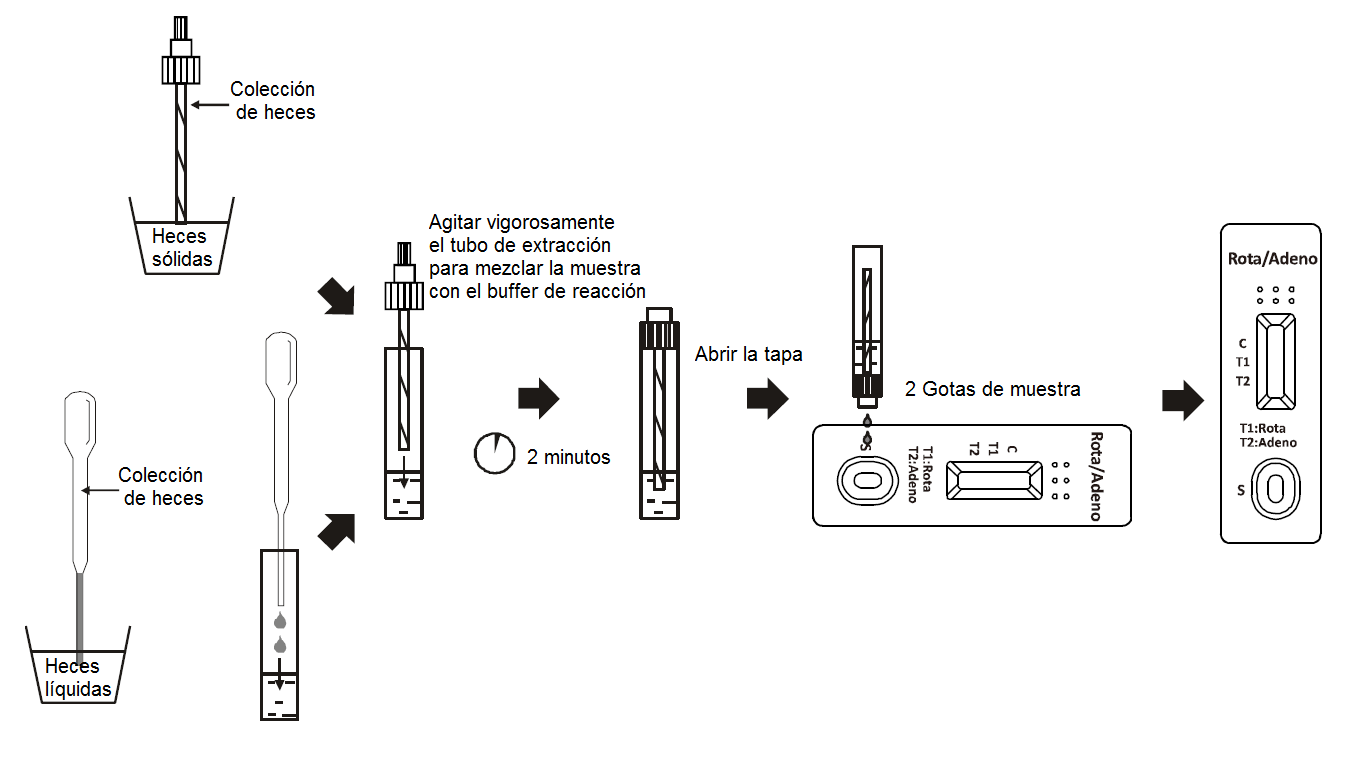 Colección
de heces
Heces
sólidas
Colección
de heces
Heces
líquidas
Agitar vigorosamente
el tubo de extracción
para mezclar la muestra
con el buffer de reacción
2 minutos
Abrir la tapa
2 Gotas de muestra
S
T1:Rota
T2:Adeno
C
T1
T2
Rota/Adeno
Rota/Adeno
C
T1
T2
T1:Rota
T2:Adeno
S